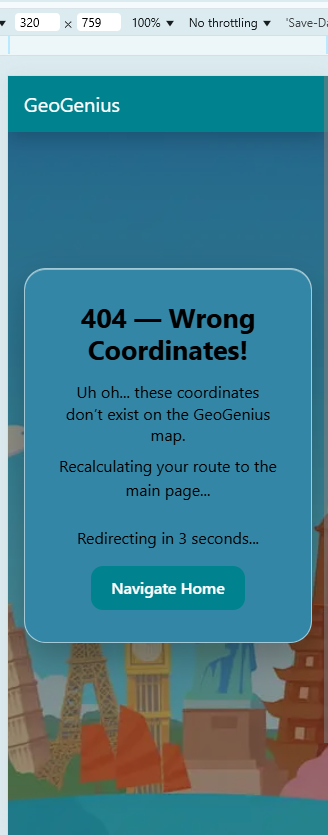 320 × 759 100% No throttling 'Save-Da
GeoGenius
404 — Wrong
Coordinates!
Uh oh... these coordinates
don’t exist on the GeoGenius
map.
Recalculating your route to the
main page...
Redirecting in 3 seconds...
Navigate Home